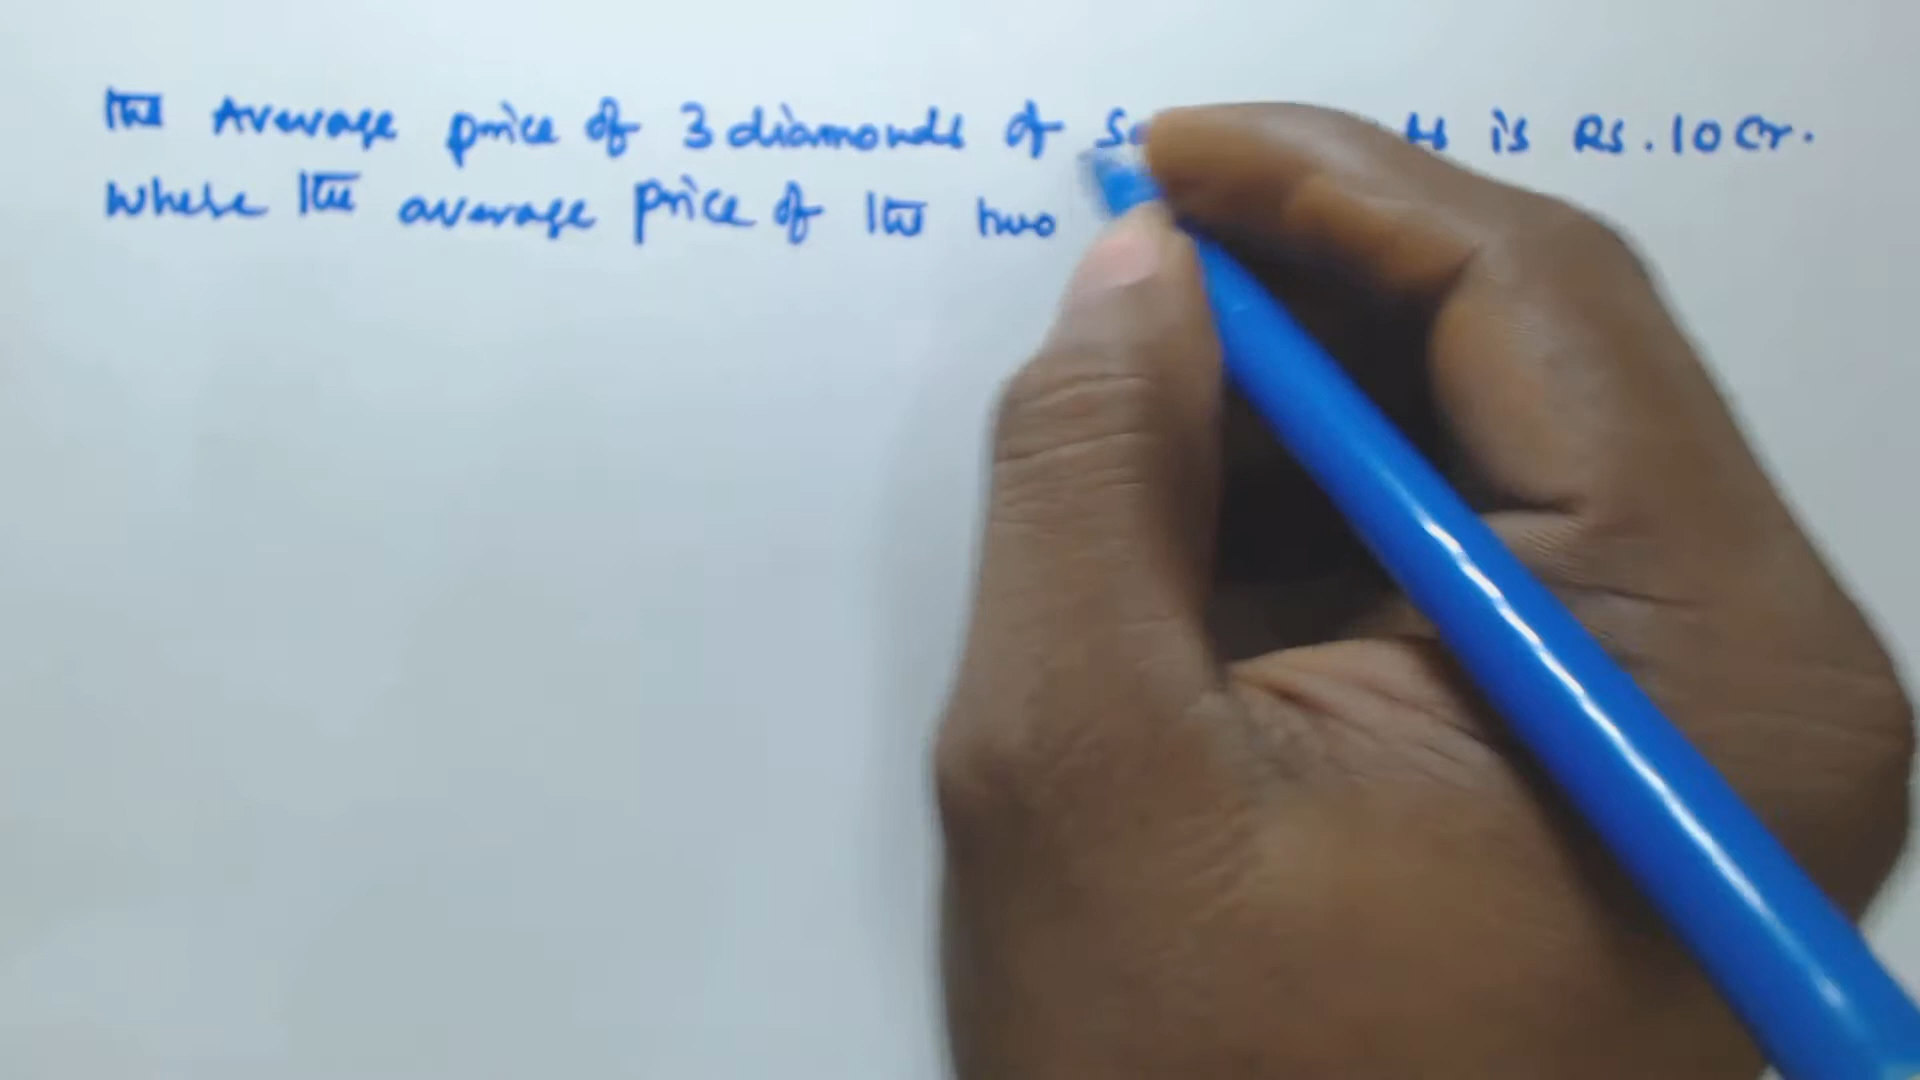 The Average price of 3 diamonds of is Rs. 10 Cr.
where the average price of the two